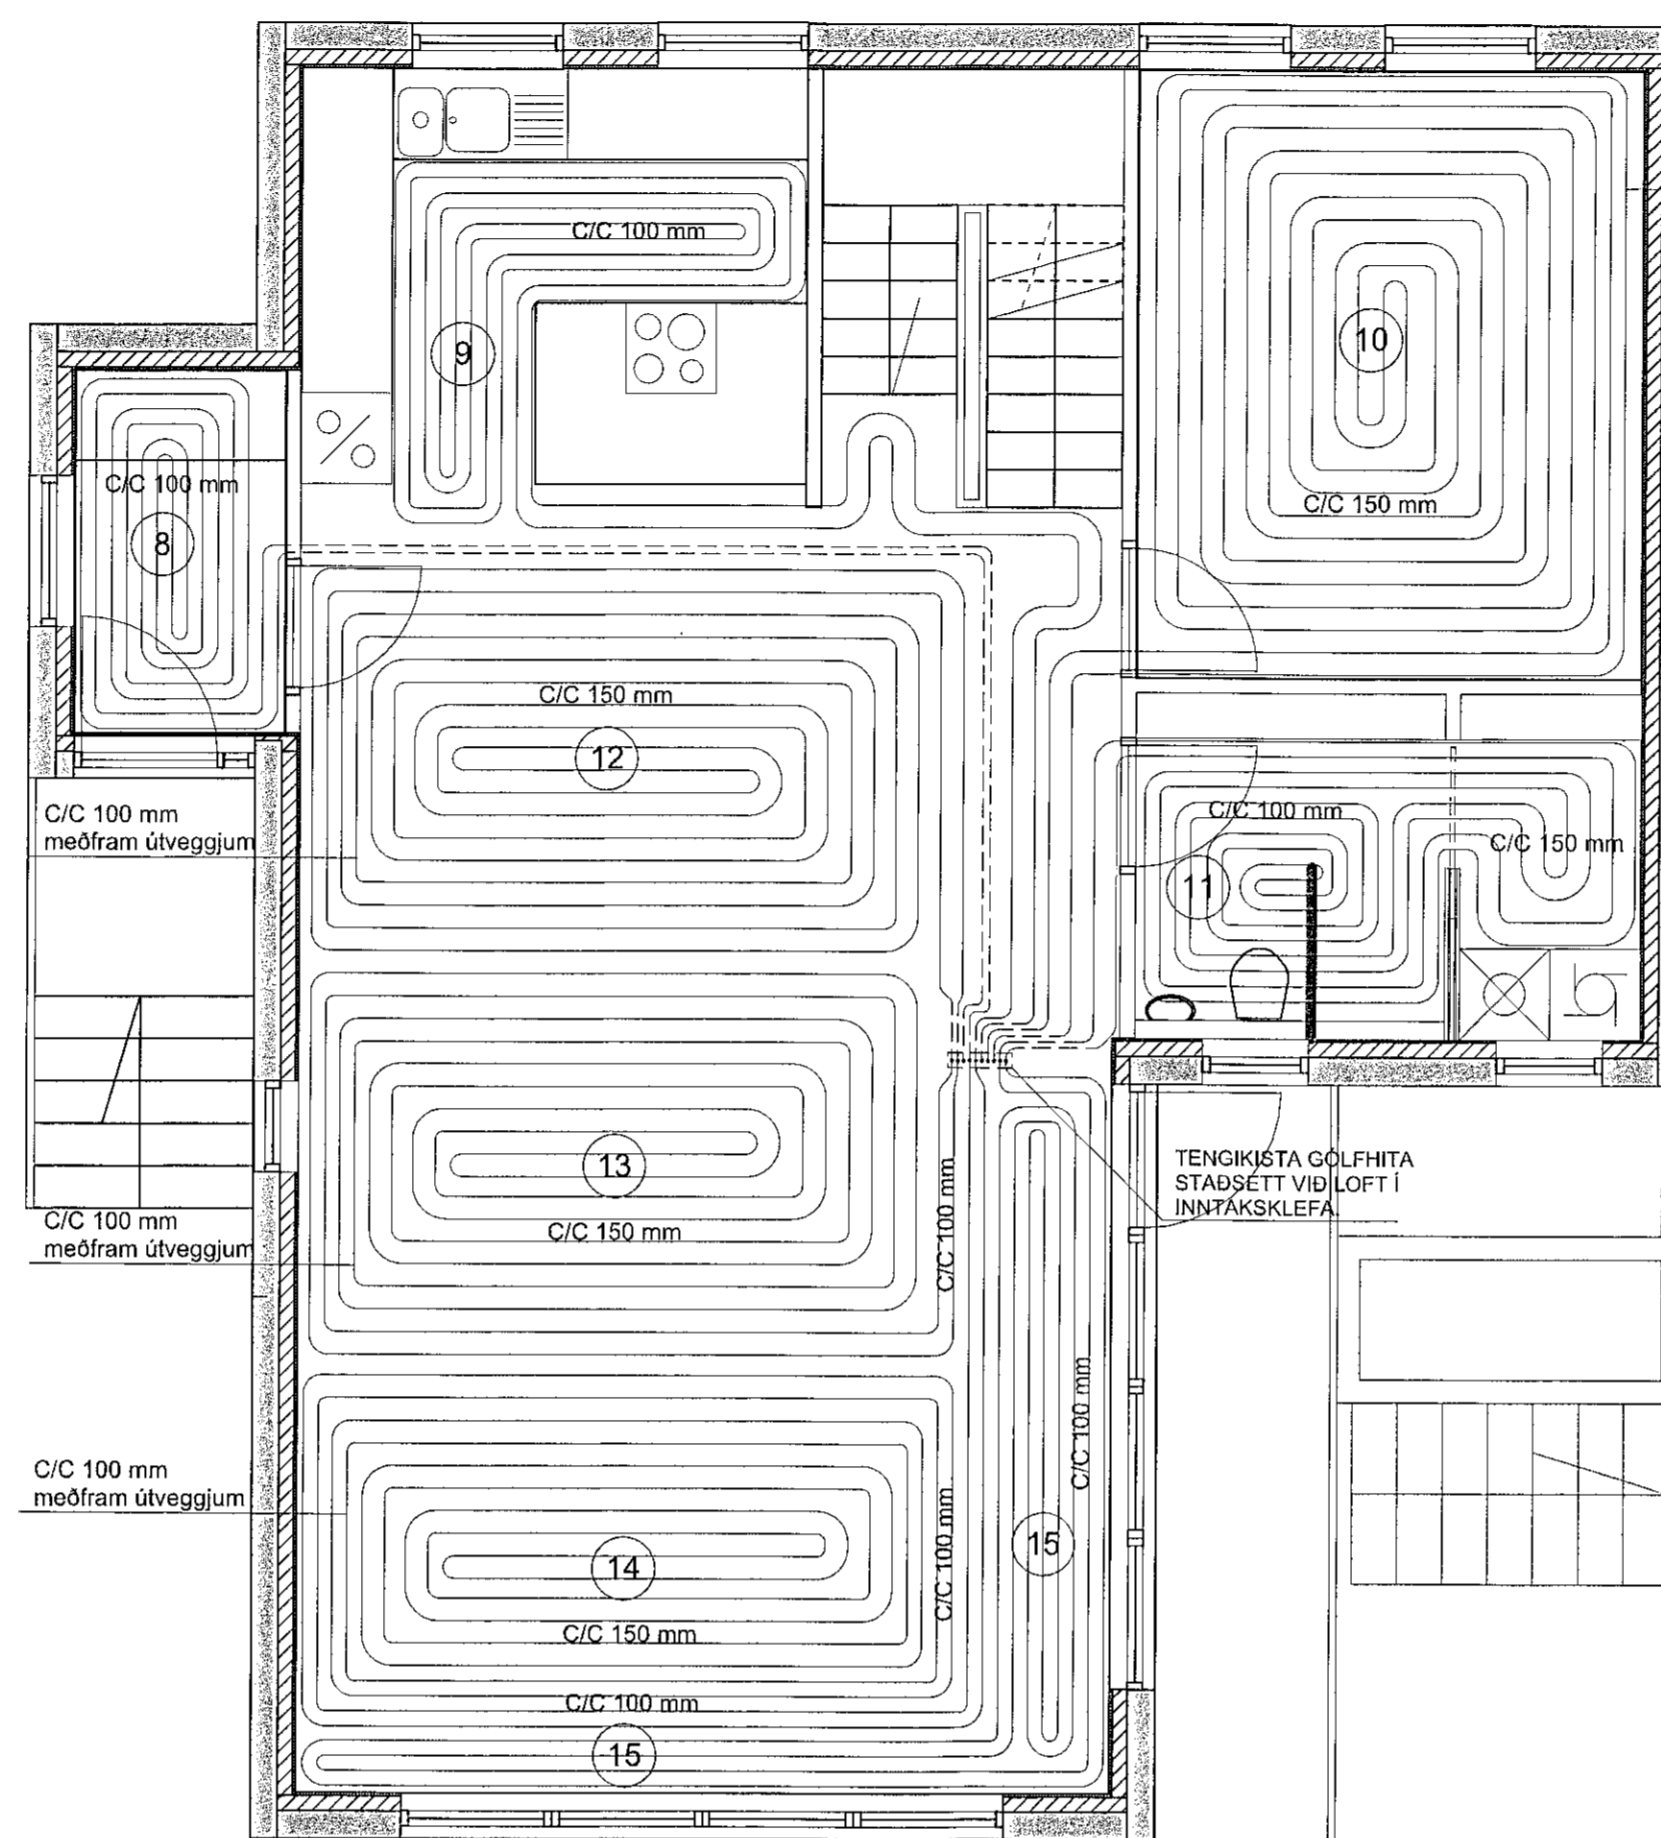 C/C 100 mm
9
10
C/C 100 mm
8
C/C 150 mm
C/C 150 mm
12
C/C 100 mm
meðfram útveggjum
C/C 100 mm
C/C 150 mm
11
13
C/C 150 mm
C/C 100 mm
TENGIKISTA GÓLFHITA
STAÐSETT VIÐ LOFT Í
INNTAKSKLEFA.
C/C 100 mm
meðfram útveggjum
C/C 100 mm
C/C 100 mm
meðfram útveggjum
C/C 100 mm
15
14
C/C 150 mm
C/C 100 mm
15